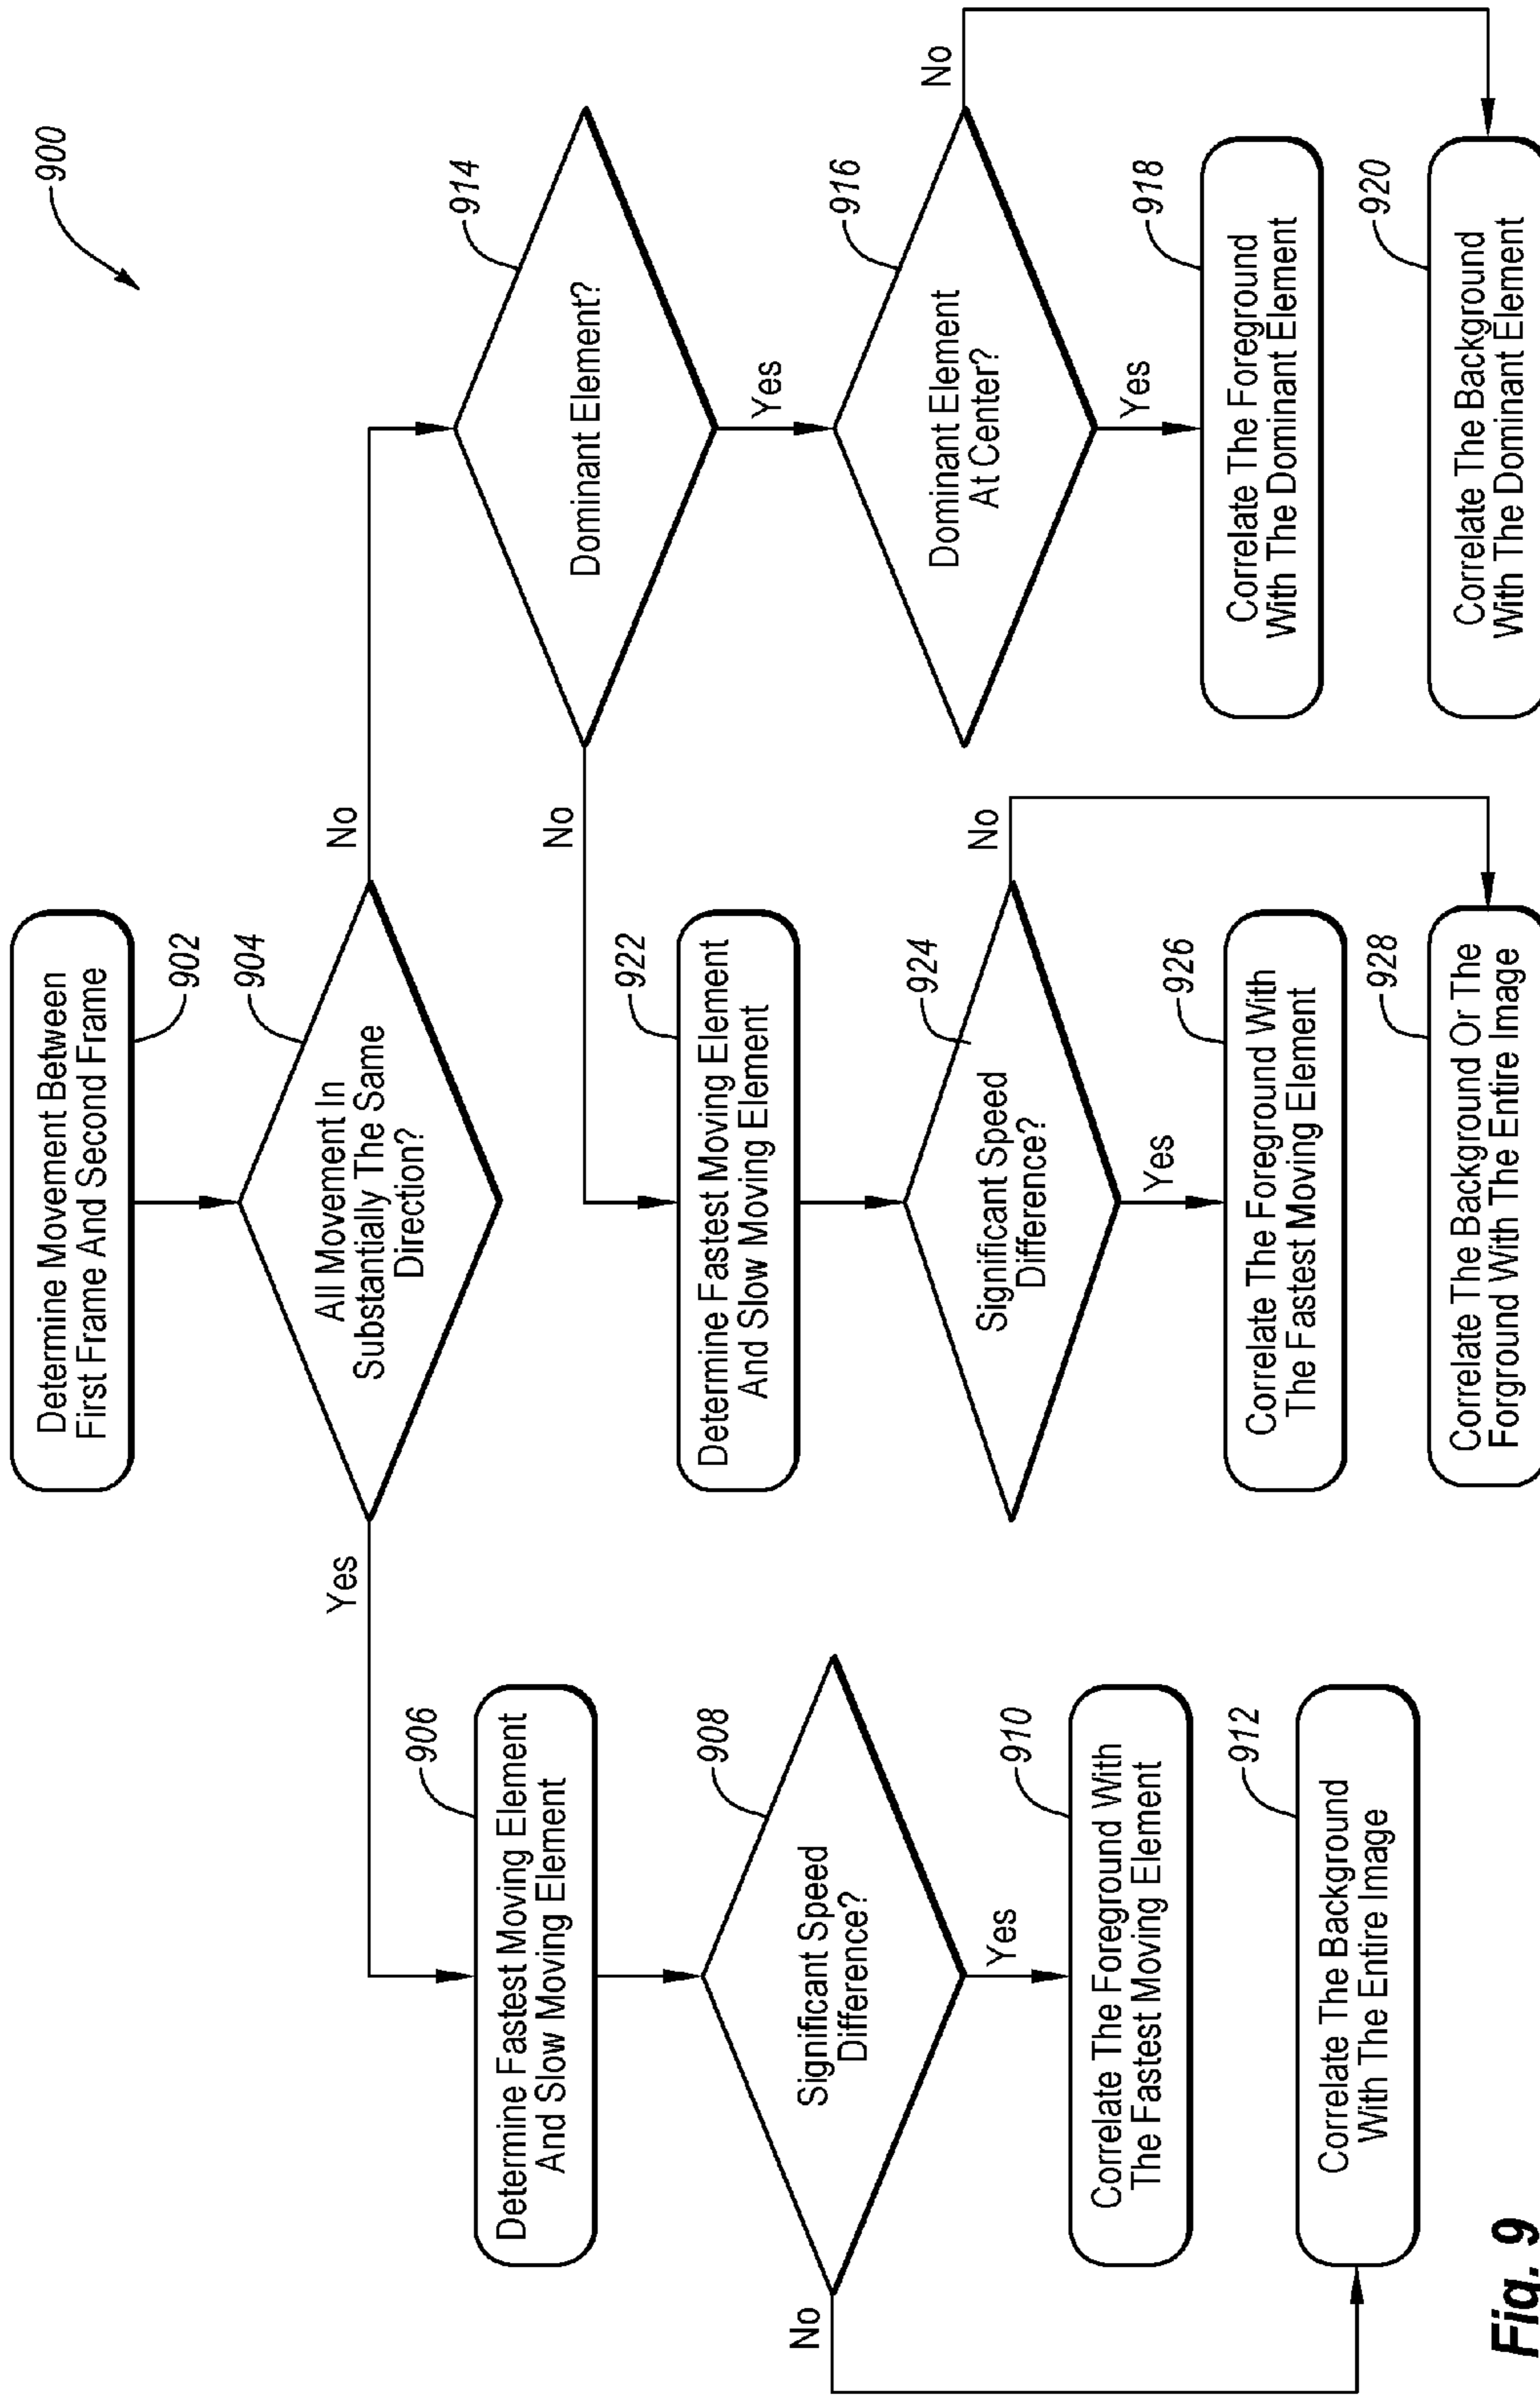 900
Determine Movement Between
First Frame And Second Frame
902
904
All Movement In
Substantially The Same
Direction?
Yes
No
906
Determine Fastest Moving Element
And Slow Moving Element
908
Significant Speed
Difference?
No
Yes
910
Correlate The Foreground With
The Fastest Moving Element
912
Correlate The Background
With The Entire Image
914
Dominant Element?
No
Yes
916
Dominant Element
At Center?
No
Yes
918
Correlate The Foreground
With The Dominant Element
920
Correlate The Background
With The Dominant Element
922
Determine Fastest Moving Element
And Slow Moving Element
924
Significant Speed
Difference?
No
Yes
926
Correlate The Foreground With
The Fastest Moving Element
928
Correlate The Background Or The
Forground With The Entire Image
Fig. 9